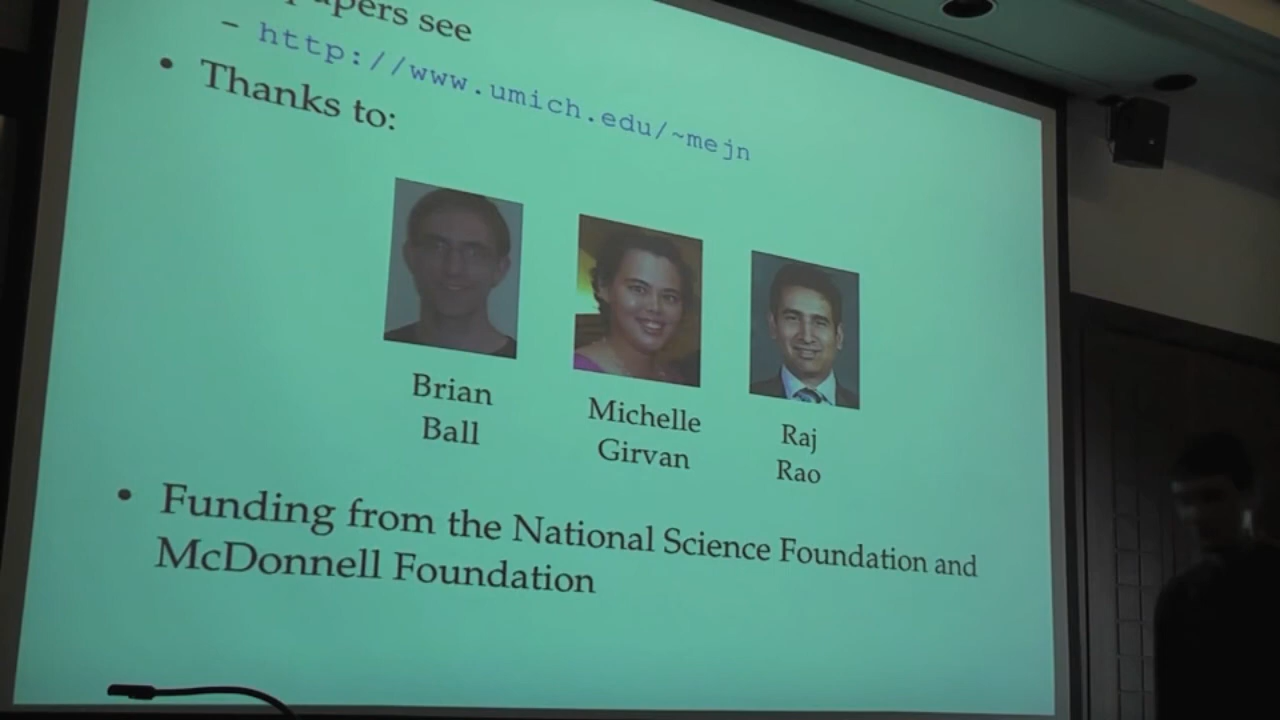 papers see
– http://www.umich.edu/~mejn
• Thanks to:
Brian
Ball
Michelle
Girvan
Raj
Rao
• Funding from the National Science Foundation and
McDonnell Foundation